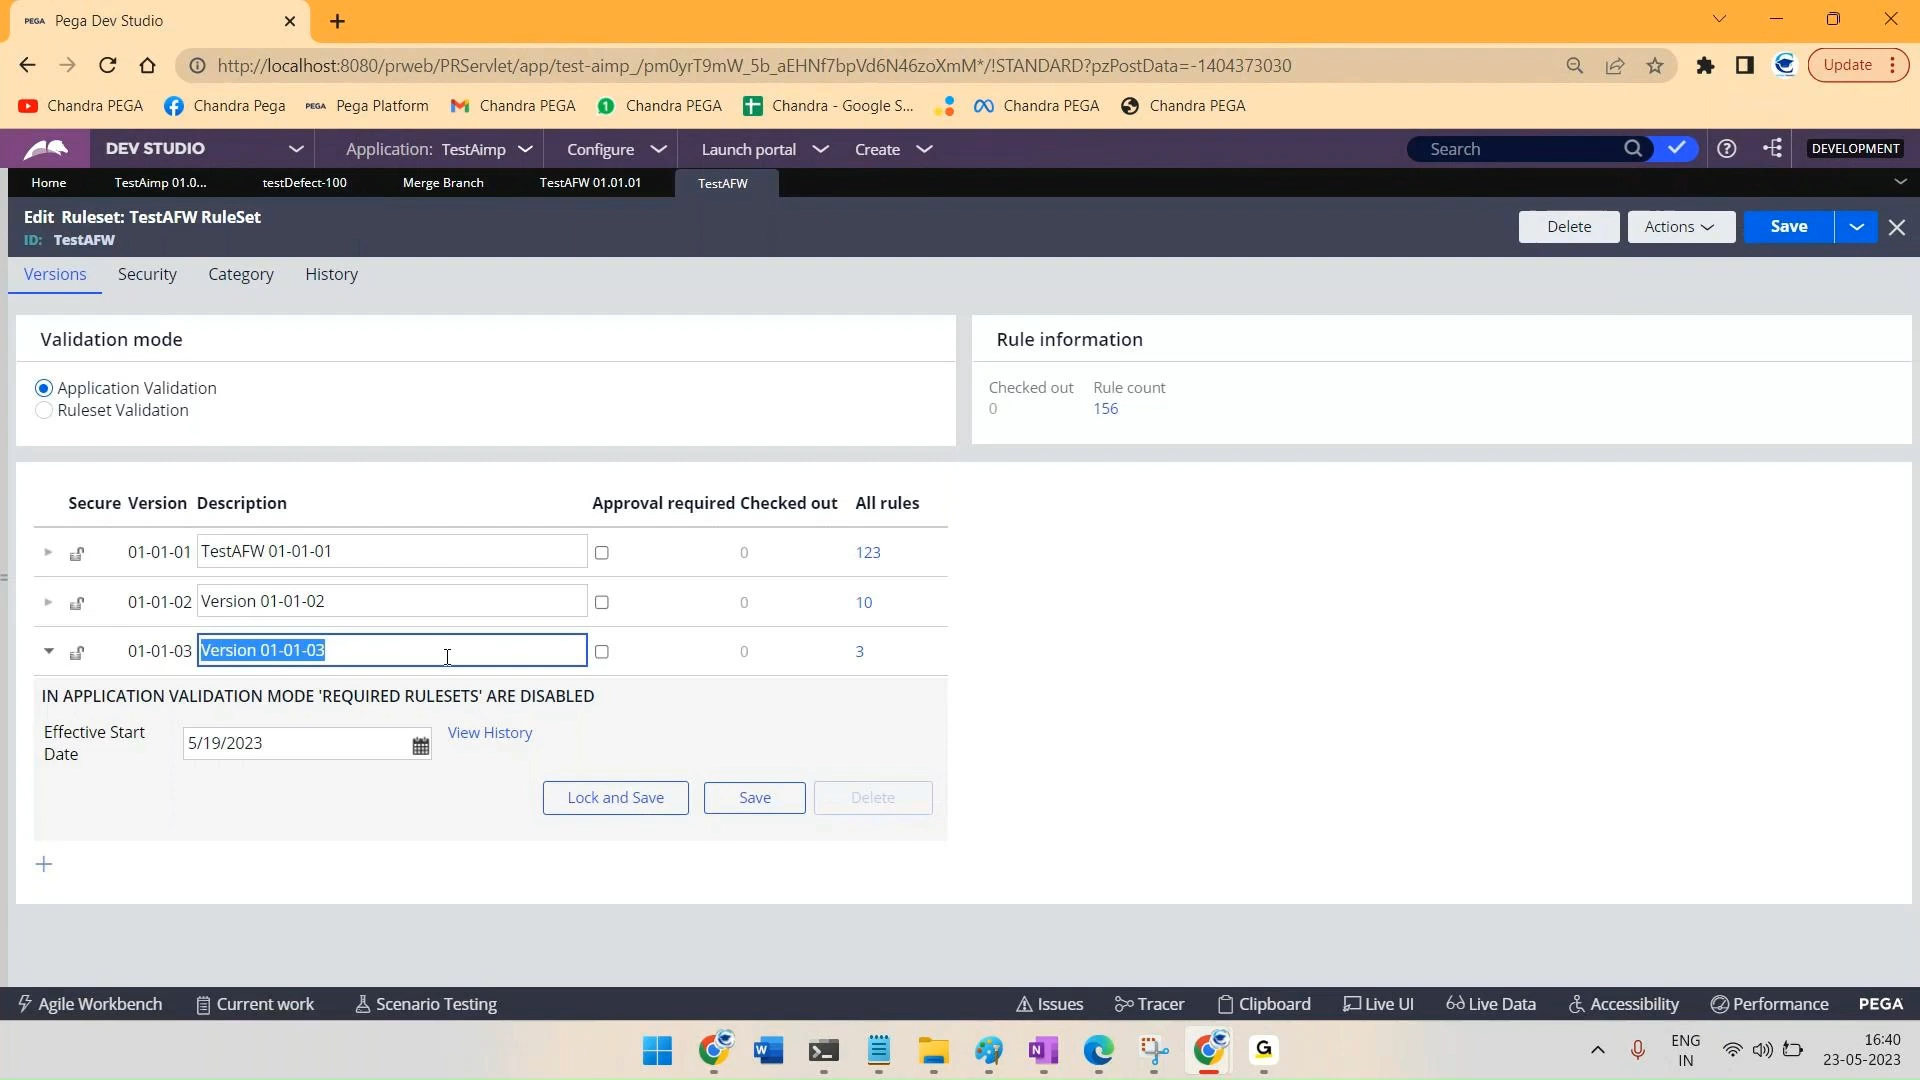 PEGA Pega Dev Studio
http://localhost:8080/prweb/PRServlet/app/test-aimp_/pm0yrT9mW_5b_aEHNf7bpVd6N46zoXmM*/!STANDARD?pzPostData=-1404373030 Update
Chandra PEGA Chandra Pega PEGA Pega Platform Chandra PEGA 1 Chandra PEGA Chandra - Google S... Chandra PEGA Chandra PEGA
DEV STUDIO Application: TestAimp Configure Launch portal Create Search DEVELOPMENT
Home TestAimp 01.0... testDefect-100 Merge Branch TestAFW 01.01.01 TestAFW
Edit Ruleset: TestAFW RuleSet
ID: TestAFW
Delete Actions Save
Versions Security Category History
Validation mode
Application Validation
Ruleset Validation
Rule information
Checked out Rule count
0 156
Secure Version Description Approval required Checked out All rules
01-01-01 TestAFW 01-01-01 0 123
01-01-02 Version 01-01-02 0 10
01-01-03 Version 01-01-03 0 3
IN APPLICATION VALIDATION MODE 'REQUIRED RULESETS' ARE DISABLED
Effective Start Date 5/19/2023 View History
Lock and Save Save Delete
Agile Workbench Current work Scenario Testing Issues Tracer Clipboard Live UI Live Data Accessibility Performance PEGA
ENG
IN
16:40
23-05-2023